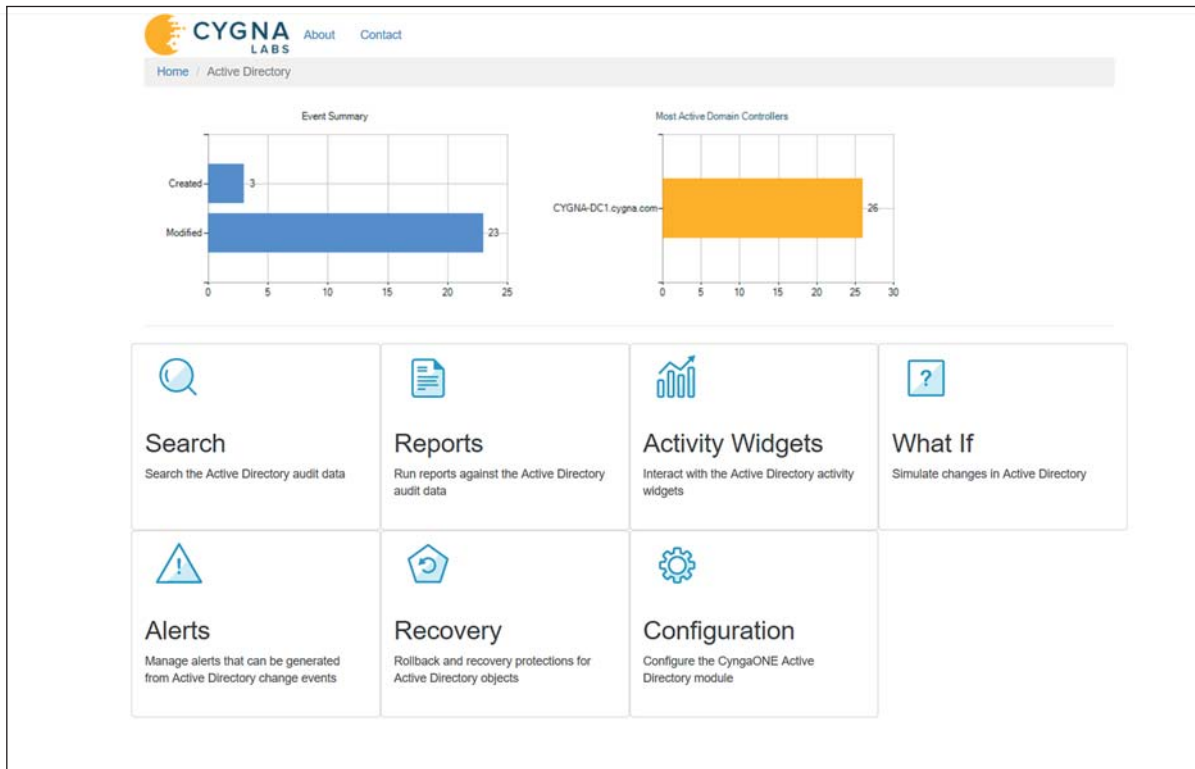 CYGNA
LABS
About Contact
Home / Active Directory
Event Summary
Created
3
Modified
23
0 5 10 15 20 25
Most Active Domain Controllers
CYGNA-DC1.cygna.com
26
0 5 10 15 20 25 30
?
Search
Search the Active Directory audit data
Reports
Run reports against the Active Directory
audit data
Activity Widgets
Interact with the Active Directory activity
widgets
What If
Simulate changes in Active Directory
!
Alerts
Manage alerts that can be generated
from Active Directory change events
Recovery
Rollback and recovery protections for
Active Directory objects
Configuration
Configure the CyngaONE Active
Directory module